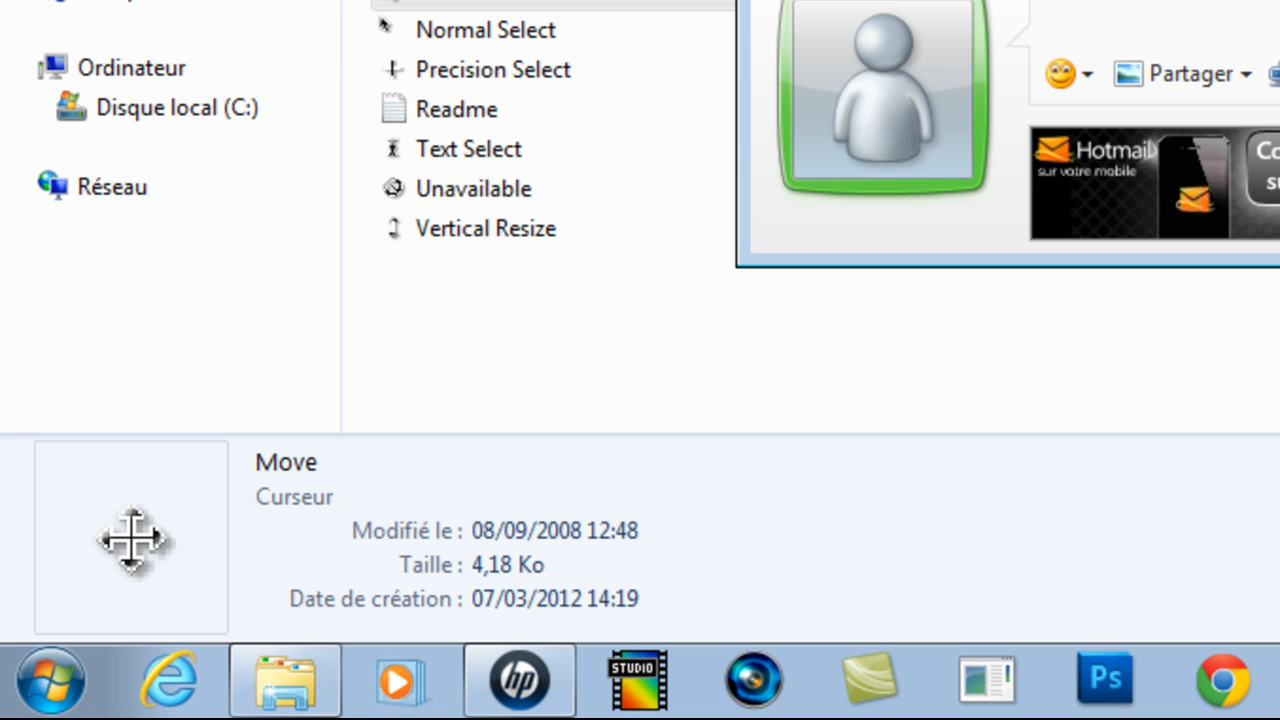 Ordinateur
Disque local (C:)
Réseau
Normal Select
Precision Select
Readme
Text Select
Unavailable
Vertical Resize
Partager
Hotmail
sur votre mobile
Move
Curseur
Modifié le : 08/09/2008 12:48
Taille : 4,18 Ko
Date de création : 07/03/2012 14:19
hp
STUDIO
Ps